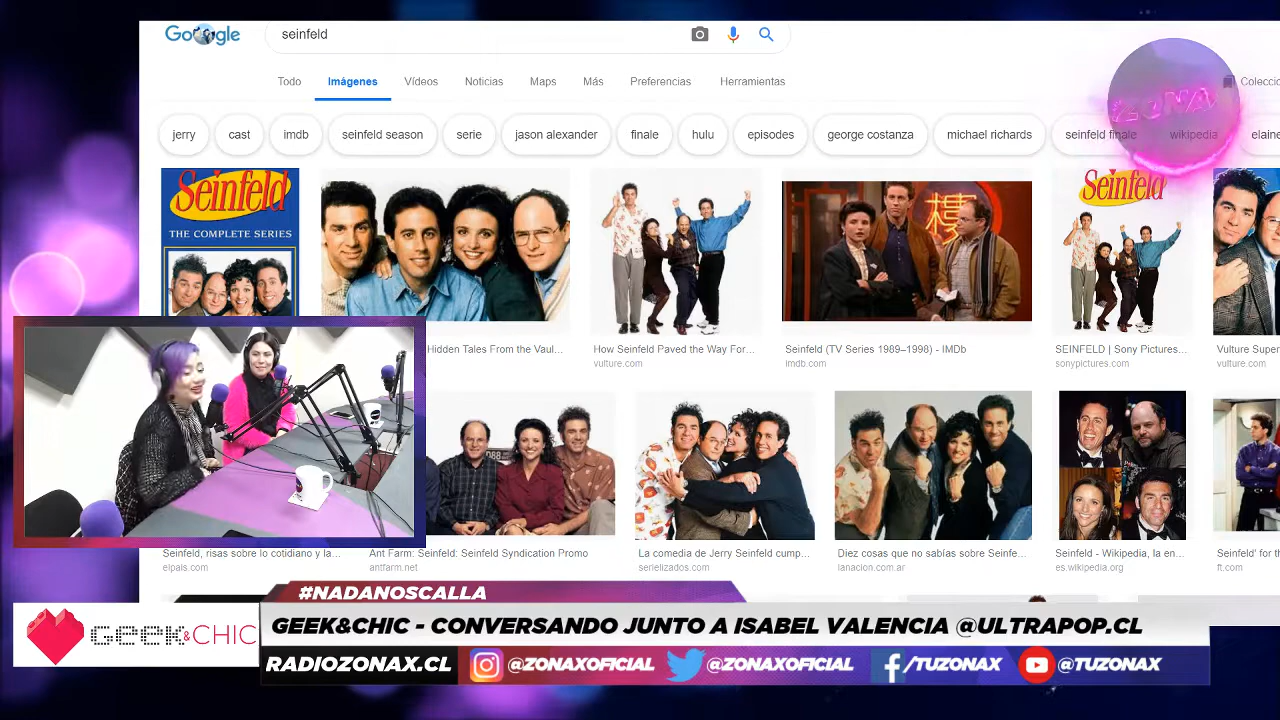 Google
seinfeld
Todo
Imágenes
Vídeos
Noticias
Maps
Más
Preferencias
Herramientas
ZONAX
jerry
cast
imdb
seinfeld season
serie
jason alexander
finale
hulu
episodes
george costanza
michael richards
seinfeld finale
wikipedia
Seinfeld
THE COMPLETE SERIES
樓
Seinfeld
Hidden Tales From the Vaul...
How Seinfeld Paved the Way For...
vulture.com
Seinfeld (TV Series 1989–1998) - IMDb
imdb.com
SEINFELD | Sony Pictures...
sonypictures.com
Vulture Super
vulture.com
Seinfeld, risas sobre lo cotidiano y la...
elpais.com
Ant Farm: Seinfeld: Seinfeld Syndication Promo
antfarm.net
La comedia de Jerry Seinfeld cump...
serielizados.com
Diez cosas que no sabías sobre Seinfe...
lanacion.com.ar
Seinfeld - Wikipedia, la en...
es.wikipedia.org
Seinfeld' for th
ft.com
#NADANOSCALLA
GEEK&CHIC
GEEK&CHIC - CONVERSANDO JUNTO A ISABEL VALENCIA @ULTRAPOP.CL
RADIOZONAX.CL
@ZONAXOFICIAL
@ZONAXOFICIAL
/TUZONAX
@TUZONAX